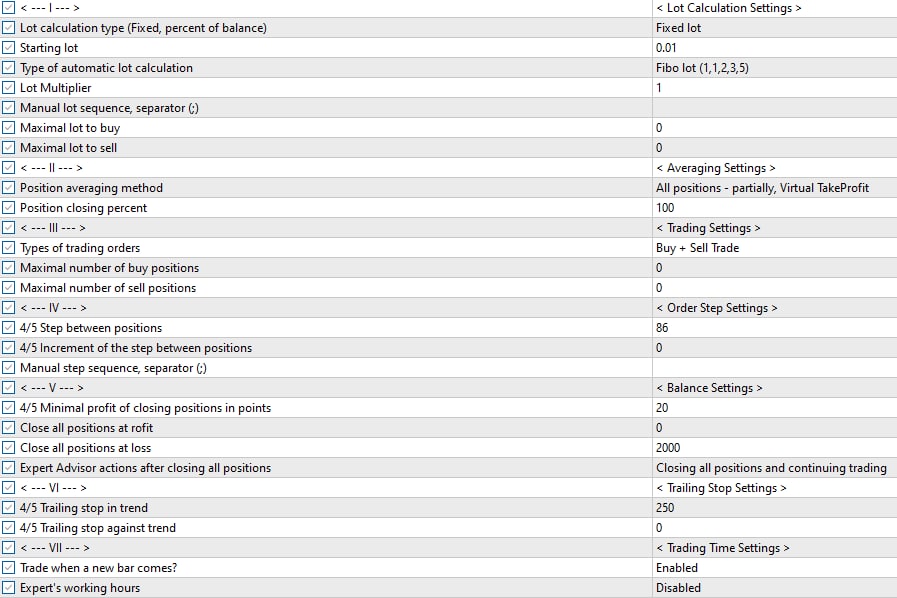 < --- I --- > < Lot Calculation Settings >
Lot calculation type (Fixed, percent of balance) Fixed lot
Starting lot 0.01
Type of automatic lot calculation Fibo lot (1,1,2,3,5)
Lot Multiplier 1
Manual lot sequence, separator (;)
Maximal lot to buy 0
Maximal lot to sell 0
< --- II --- > < Averaging Settings >
Position averaging method All positions - partially, Virtual TakeProfit
Position closing percent 100
< --- III --- > < Trading Settings >
Types of trading orders Buy + Sell Trade
Maximal number of buy positions 0
Maximal number of sell positions 0
< --- IV --- > < Order Step Settings >
4/5 Step between positions 86
4/5 Increment of the step between positions 0
Manual step sequence, separator (;)
< --- V --- > < Balance Settings >
4/5 Minimal profit of closing positions in points 20
Close all positions at rofit 0
Close all positions at loss 2000
Expert Advisor actions after closing all positions Closing all positions and continuing trading
< --- VI --- > < Trailing Stop Settings >
4/5 Trailing stop in trend 250
4/5 Trailing stop against trend 0
< --- VII --- > < Trading Time Settings >
Trade when a new bar comes? Enabled
Expert's working hours Disabled